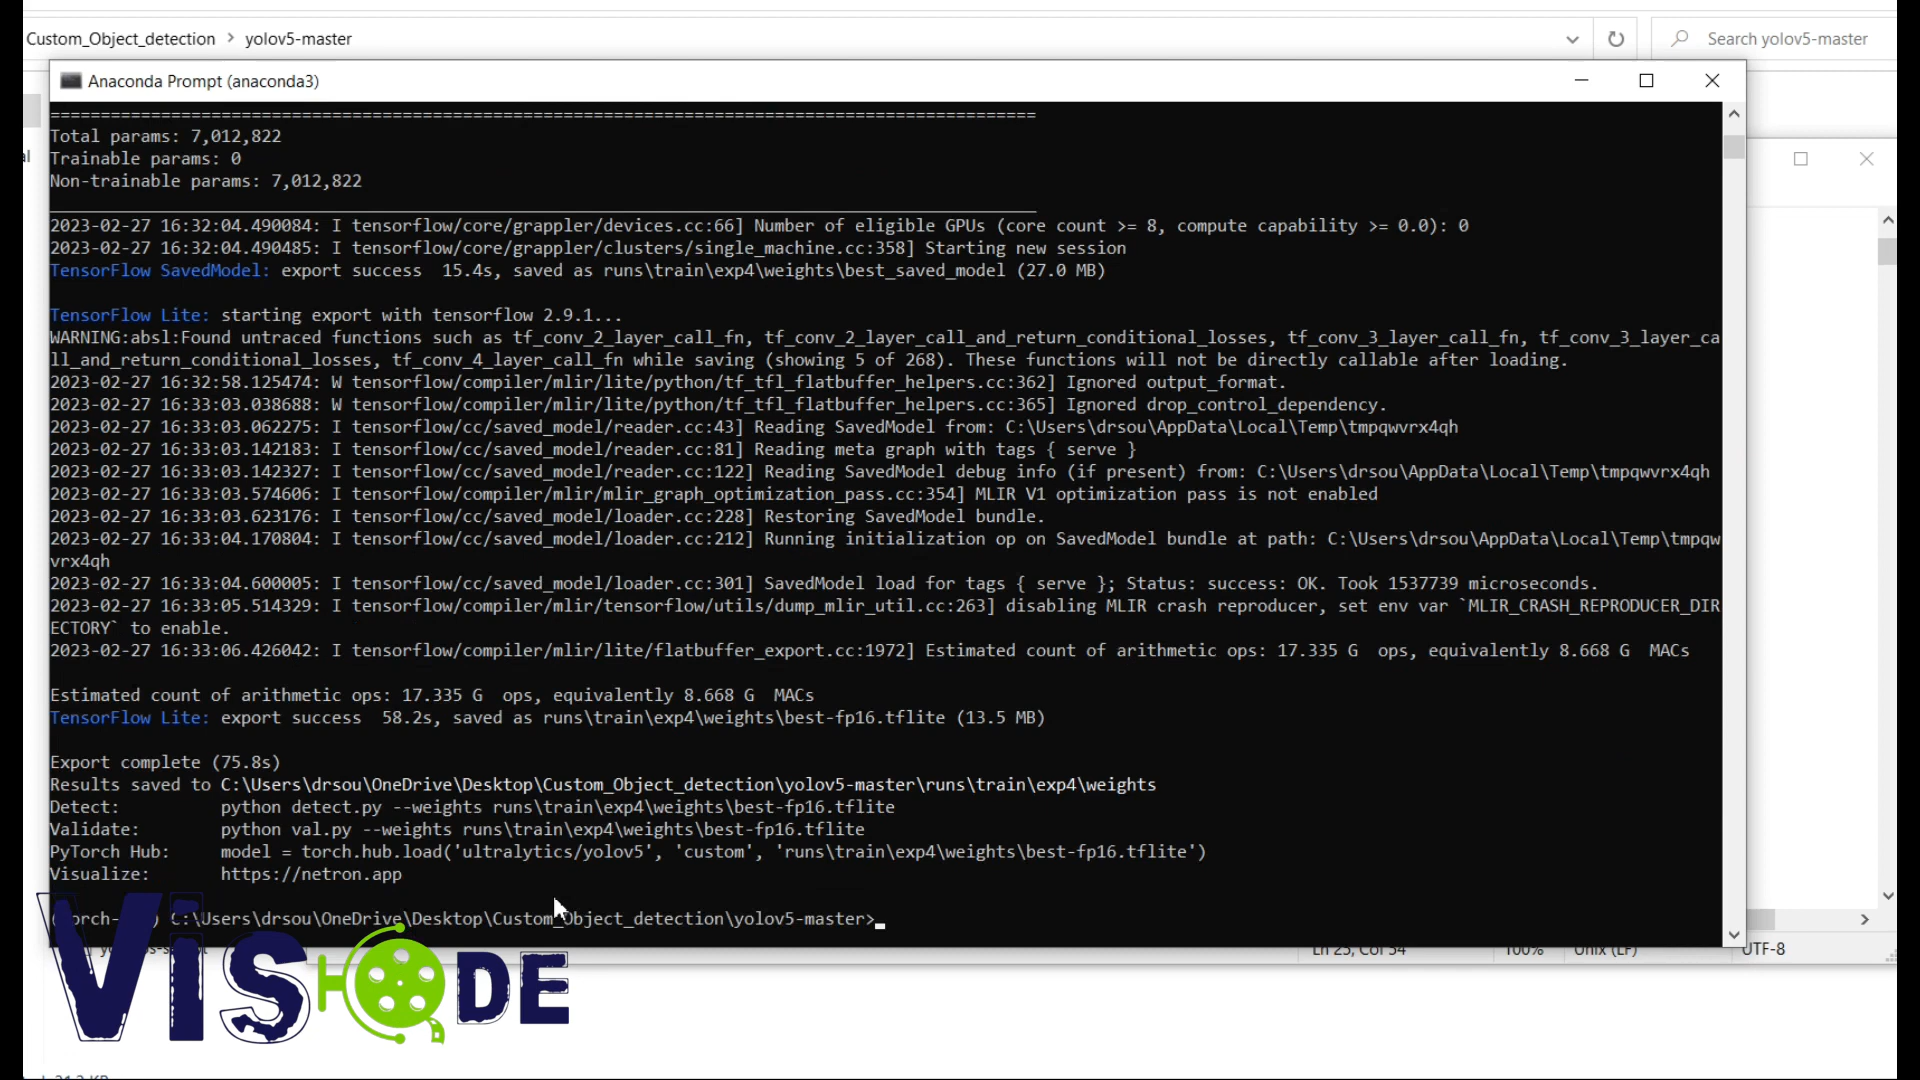 Custom_Object_detection > yolov5-master
Search yolov5-master
Anaconda Prompt (anaconda3)
==================================================================================================
Total params: 7,012,822
Trainable params: 0
Non-trainable params: 7,012,822
__________________________________________________________________________________________________
2023-02-27 16:32:04.490084: I tensorflow/core/grappler/devices.cc:66] Number of eligible GPUs (core count >= 8, compute capability >= 0.0): 0
2023-02-27 16:32:04.490485: I tensorflow/core/grappler/clusters/single_machine.cc:358] Starting new session
TensorFlow SavedModel: export success  15.4s, saved as runs\train\exp4\weights\best_saved_model (27.0 MB)
TensorFlow Lite: starting export with tensorflow 2.9.1...
WARNING:absl:Found untraced functions such as tf_conv_2_layer_call_fn, tf_conv_2_layer_call_and_return_conditional_losses, tf_conv_3_layer_call_fn, tf_conv_3_layer_ca
ll_and_return_conditional_losses, tf_conv_4_layer_call_fn while saving (showing 5 of 268). These functions will not be directly callable after loading.
2023-02-27 16:32:58.125474: W tensorflow/compiler/mlir/lite/python/tf_tfl_flatbuffer_helpers.cc:362] Ignored output_format.
2023-02-27 16:33:03.038688: W tensorflow/compiler/mlir/lite/python/tf_tfl_flatbuffer_helpers.cc:365] Ignored drop_control_dependency.
2023-02-27 16:33:03.062275: I tensorflow/cc/saved_model/reader.cc:43] Reading SavedModel from: C:\Users\drsou\AppData\Local\Temp\tmpqwvrx4qh
2023-02-27 16:33:03.142183: I tensorflow/cc/saved_model/reader.cc:81] Reading meta graph with tags { serve }
2023-02-27 16:33:03.142327: I tensorflow/cc/saved_model/reader.cc:122] Reading SavedModel debug info (if present) from: C:\Users\drsou\AppData\Local\Temp\tmpqwvrx4qh
2023-02-27 16:33:03.574606: I tensorflow/compiler/mlir/mlir_graph_optimization_pass.cc:354] MLIR V1 optimization pass is not enabled
2023-02-27 16:33:03.623176: I tensorflow/cc/saved_model/loader.cc:228] Restoring SavedModel bundle.
2023-02-27 16:33:04.170804: I tensorflow/cc/saved_model/loader.cc:212] Running initialization op on SavedModel bundle at path: C:\Users\drsou\AppData\Local\Temp\tmpqw
vrx4qh
2023-02-27 16:33:04.600005: I tensorflow/cc/saved_model/loader.cc:301] SavedModel load for tags { serve }; Status: success: OK. Took 1537739 microseconds.
2023-02-27 16:33:05.514329: I tensorflow/compiler/mlir/tensorflow/utils/dump_mlir_util.cc:263] disabling MLIR crash reproducer, set env var `MLIR_CRASH_REPRODUCER_DIR
ECTORY` to enable.
2023-02-27 16:33:06.426042: I tensorflow/compiler/mlir/lite/flatbuffer_export.cc:1972] Estimated count of arithmetic ops: 17.335 G  ops, equivalently 8.668 G  MACs
Estimated count of arithmetic ops: 17.335 G  ops, equivalently 8.668 G  MACs
TensorFlow Lite: export success  58.2s, saved as runs\train\exp4\weights\best-fp16.tflite (13.5 MB)
Export complete (75.8s)
Results saved to C:\Users\drsou\OneDrive\Desktop\Custom_Object_detection\yolov5-master\runs\train\exp4\weights
Detect:          python detect.py --weights runs\train\exp4\weights\best-fp16.tflite
Validate:        python val.py --weights runs\train\exp4\weights\best-fp16.tflite
PyTorch Hub:     model = torch.hub.load('ultralytics/yolov5', 'custom', 'runs\train\exp4\weights\best-fp16.tflite')
Visualize:       https://netron.app
C:\Users\drsou\OneDrive\Desktop\Custom_Object_detection\yolov5-master>
Ln 25, Col 54 100% Unix (LF) UTF-8
ViSHODE